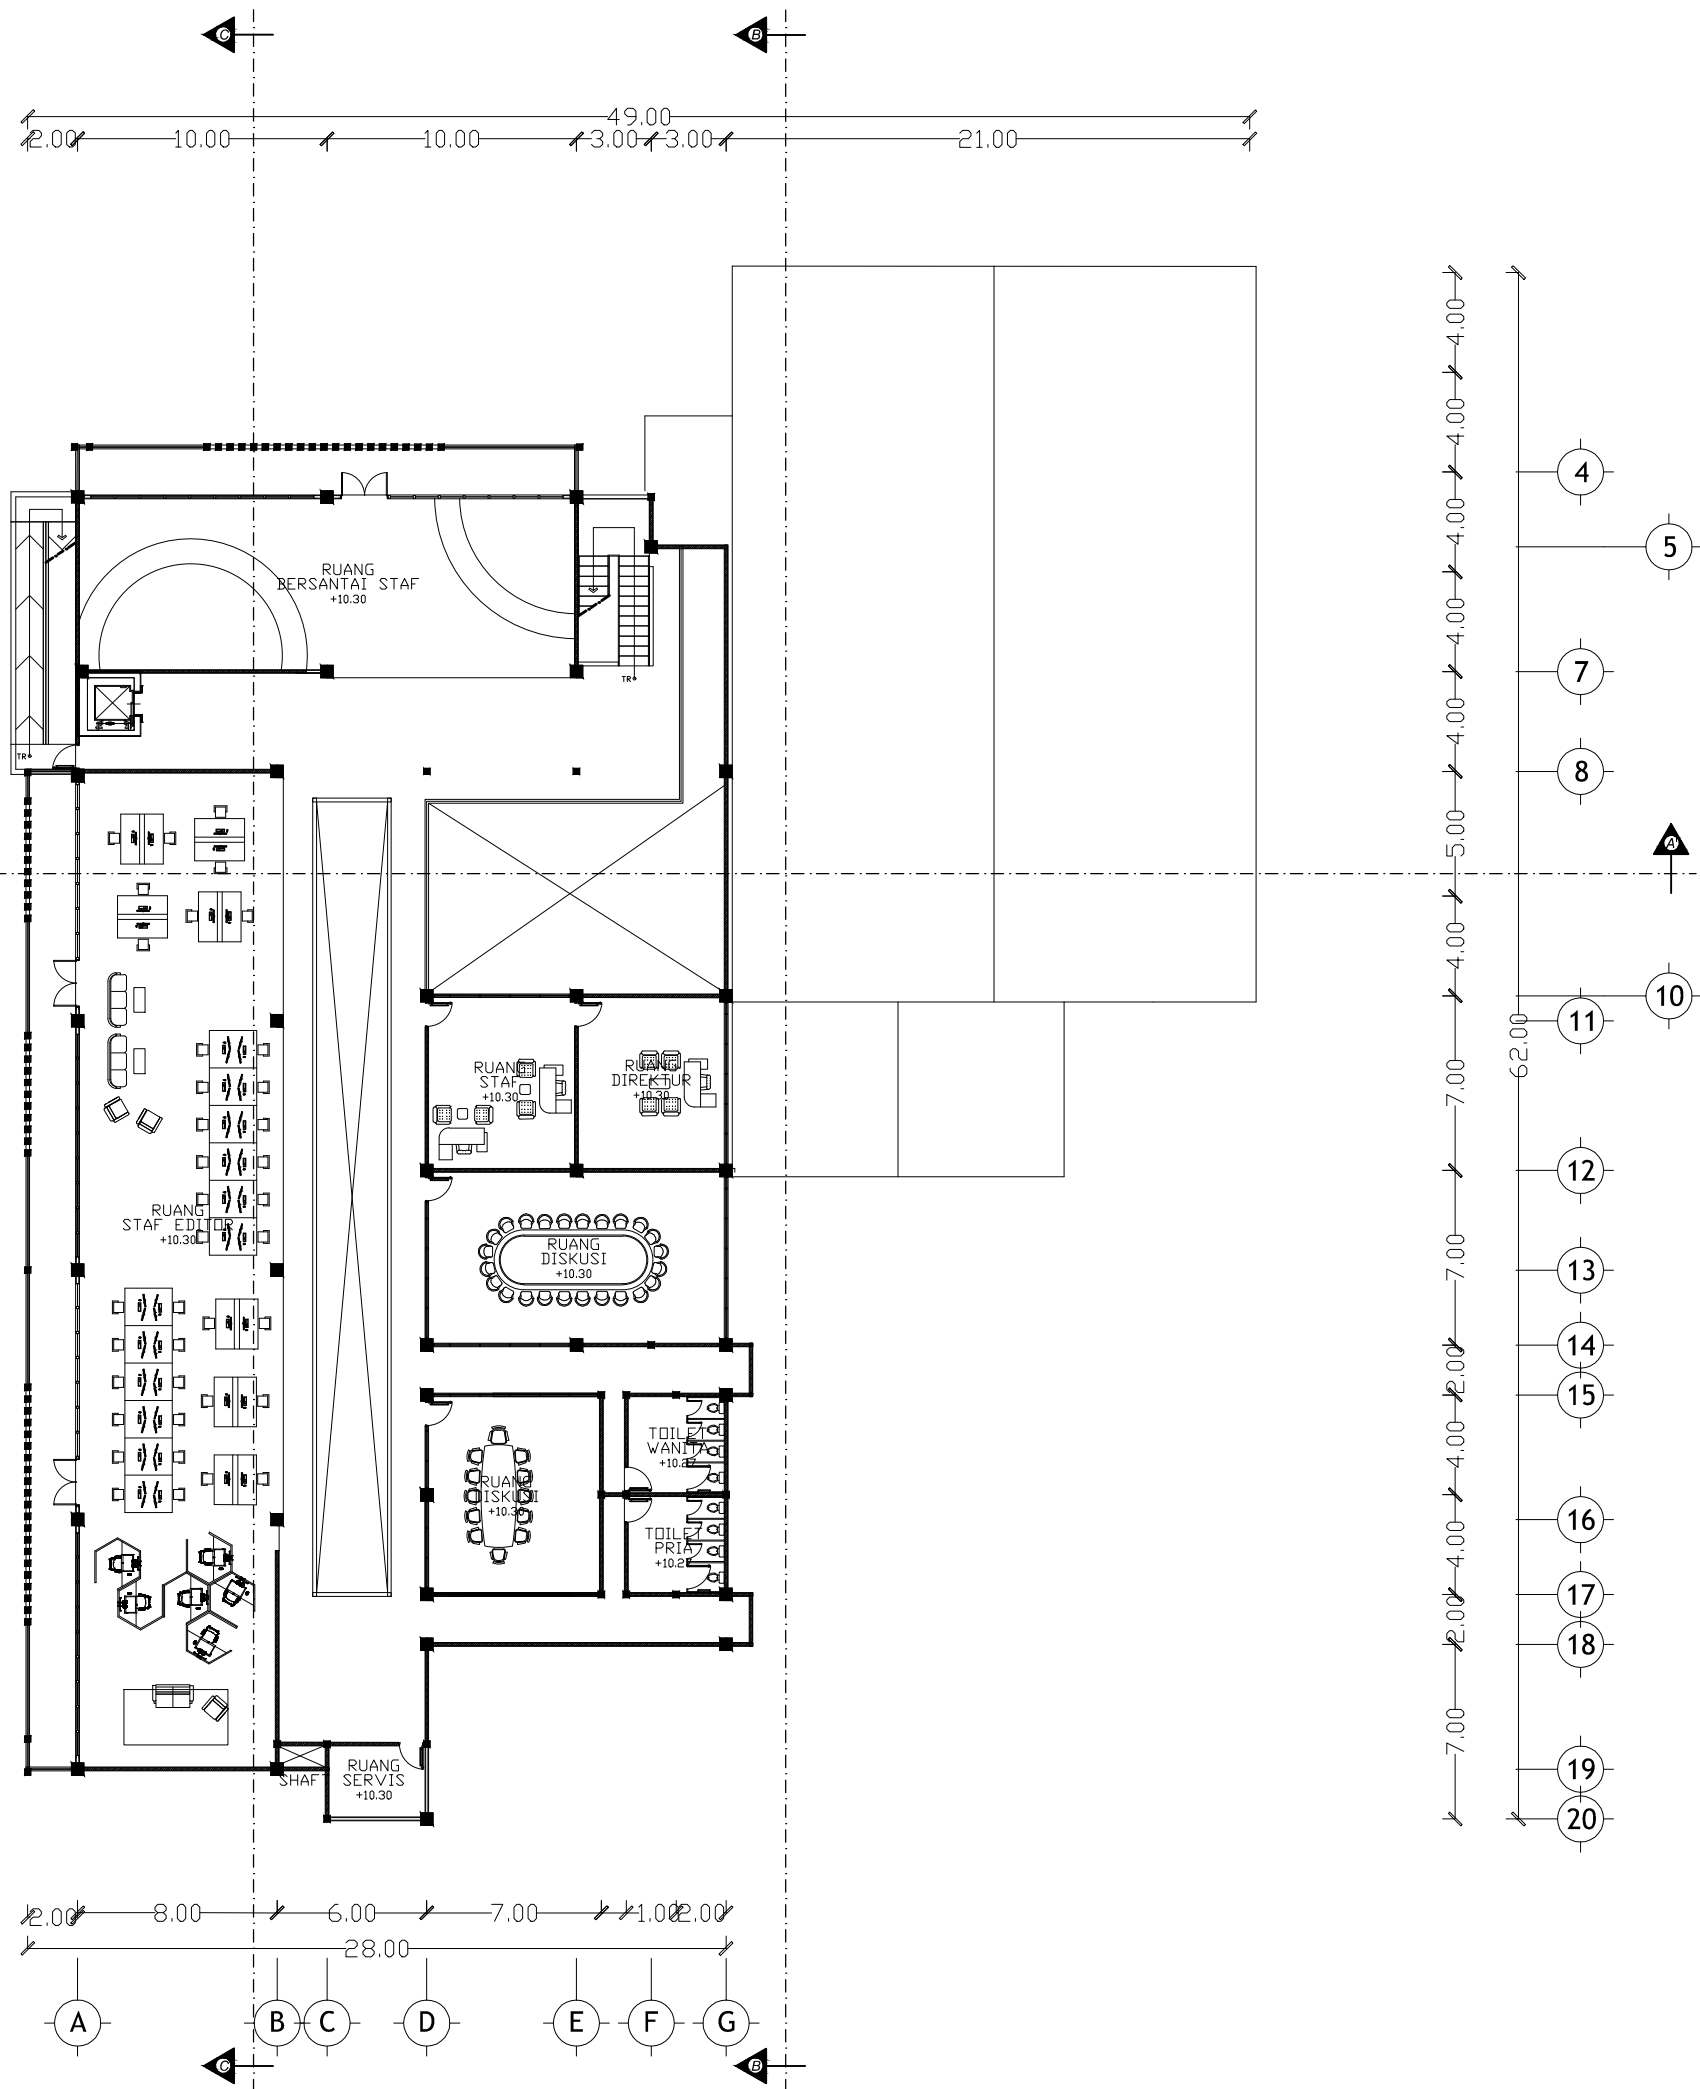 C
B
49.00
2.00
10.00
10.00
3.00
3.00
21.00
4.00
4.00
4
4.00
5
RUANG
BERSANTAI STAF
+10.30
4.00
7
TR
4.00
TR
8
5.00
A'
4.00
10
11
62.00
RUANG
STAF
+10.30
RUANG
DIREKTUR
+10.30
7.00
12
RUANG
STAF EDITOR
+10.30
RUANG
DISKUSI
+10.30
7.00
13
14
2.00
15
TOILET
WANITA
+10.27
4.00
RUANG
DISKUSI
+10.30
TOILET
PRIA
+10.27
4.00
16
17
2.00
18
7.00
SHAFT
RUANG
SERVIS
+10.30
19
20
2.00
8.00
6.00
7.00
1.00
2.00
28.00
A
B
C
D
E
F
G
C
B